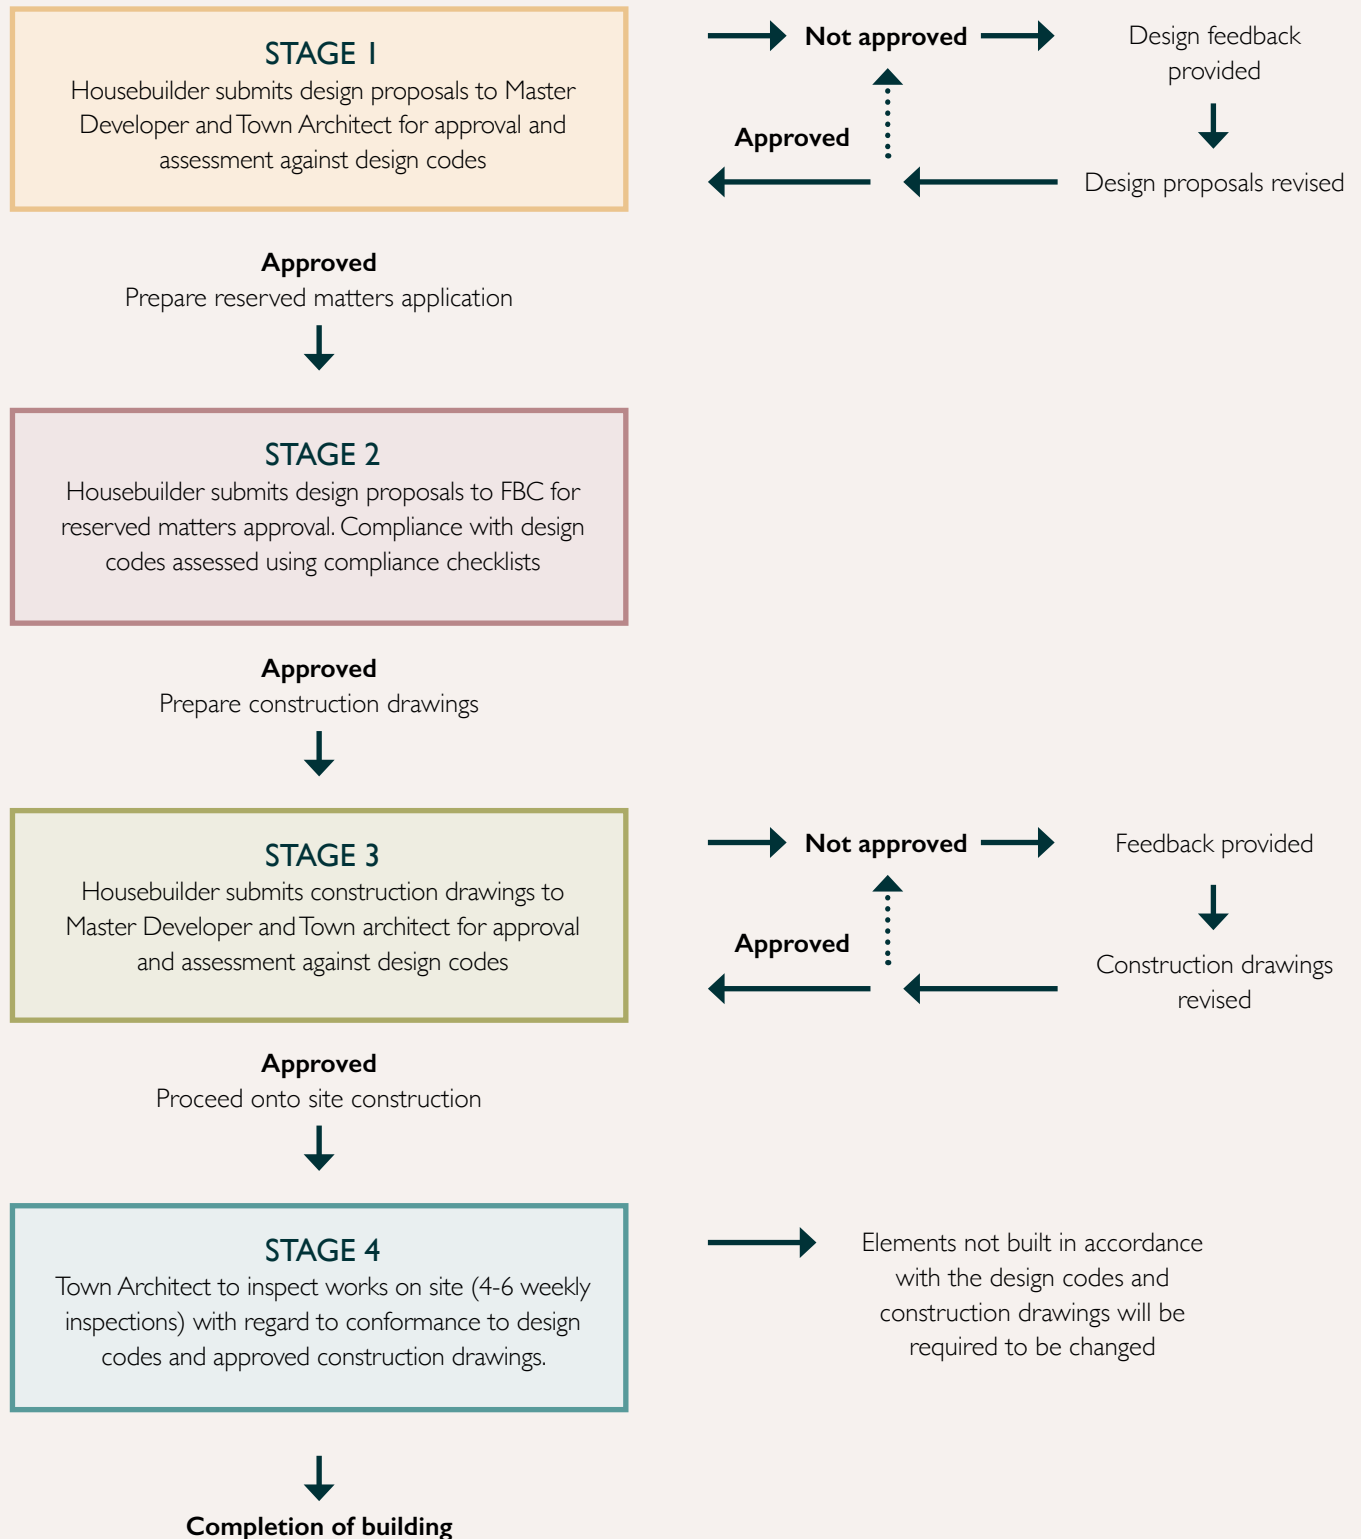 STAGE 1
Housebuilder submits design proposals to Master
Developer and Town Architect for approval and
assessment against design codes
Not approved
Design feedback
provided
Approved
Design proposals revised
Approved
Prepare reserved matters application
STAGE 2
Housebuilder submits design proposals to FBC for
reserved matters approval. Compliance with design
codes assessed using compliance checklists
Approved
Prepare construction drawings
STAGE 3
Housebuilder submits construction drawings to
Master Developer and Town architect for approval
and assessment against design codes
Not approved
Feedback provided
Approved
Construction drawings
revised
Approved
Proceed onto site construction
STAGE 4
Town Architect to inspect works on site (4-6 weekly
inspections) with regard to conformance to design
codes and approved construction drawings.
Elements not built in accordance
with the design codes and
construction drawings will be
required to be changed
Completion of building